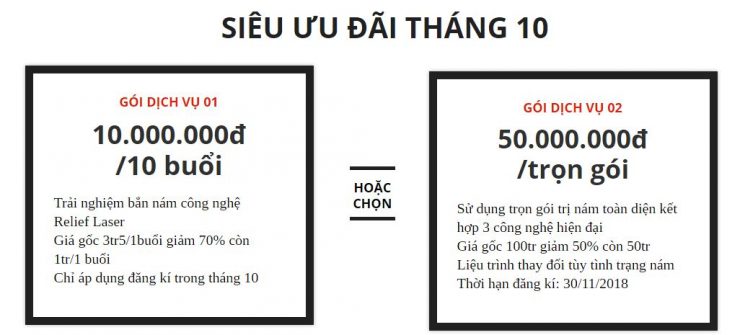 SIÊU ƯU ĐÃI THÁNG 10
GÓI DỊCH VỤ 01
10.000.000đ
/10 buổi
Trải nghiệm bắn nám công nghệ
Relief Laser
Giá gốc 3tr5/1buổi giảm 70% còn
1tr/1 buổi
Chỉ áp dụng đăng kí trong tháng 10
HOẶC
CHỌN
GÓI DỊCH VỤ 02
50.000.000đ
/trọn gói
Sử dụng trọn gói trị nám toàn diện kết
hợp 3 công nghệ hiện đại
Giá gốc 100tr giảm 50% còn 50tr
Liệu trình thay đổi tùy tình trạng nám
Thời hạn đăng kí: 30/11/2018